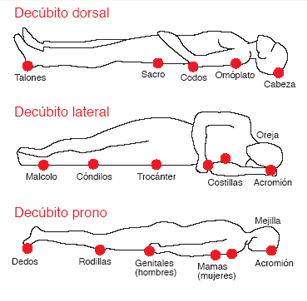 Decúbito dorsal
Talones Sacro Codos Omóplato Cabeza
Decúbito lateral
Oreja
Malcolo Cóndilos Trocánter Costillas Acromión
Decúbito prono
Mejilla
Dedos Rodillas Genitales Mamas Acromión
(hombres) (mujeres)